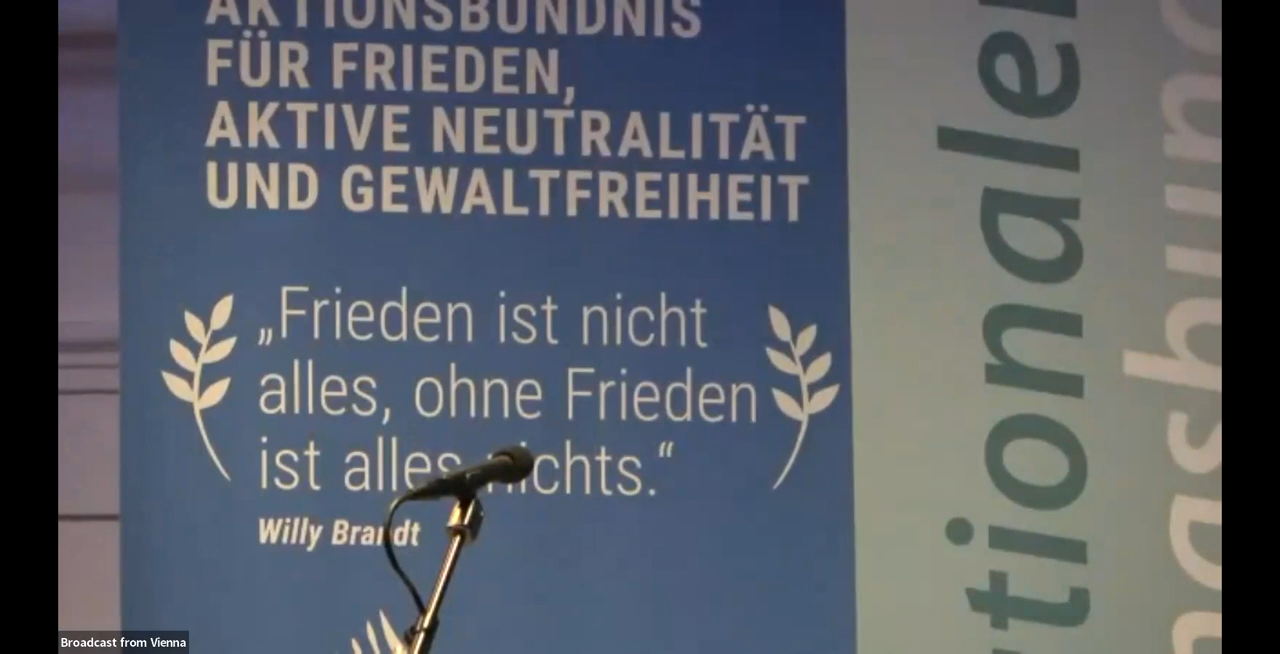 AKTIONSBÜNDNIS
FÜR FRIEDEN,
AKTIVE NEUTRALITÄT
UND GEWALTFREIHEIT
„Frieden ist nicht
alles, ohne Frieden
ist alles nichts.“
Willy Brandt
Broadcast from Vienna